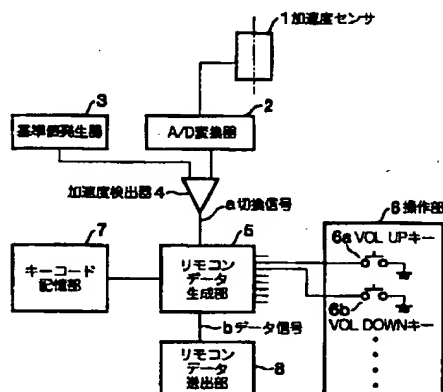 1 加速度センサ
3
基準値発生器
2
A/D変換器
加速度検出器4
a切換信号
7
キーコード
記憶部
5
リモコン
データ
生成部
6 操作部
6a VOL UPキー
6b
VOL DOWNキー
bデータ信号
リモコン
データ
送出部
8